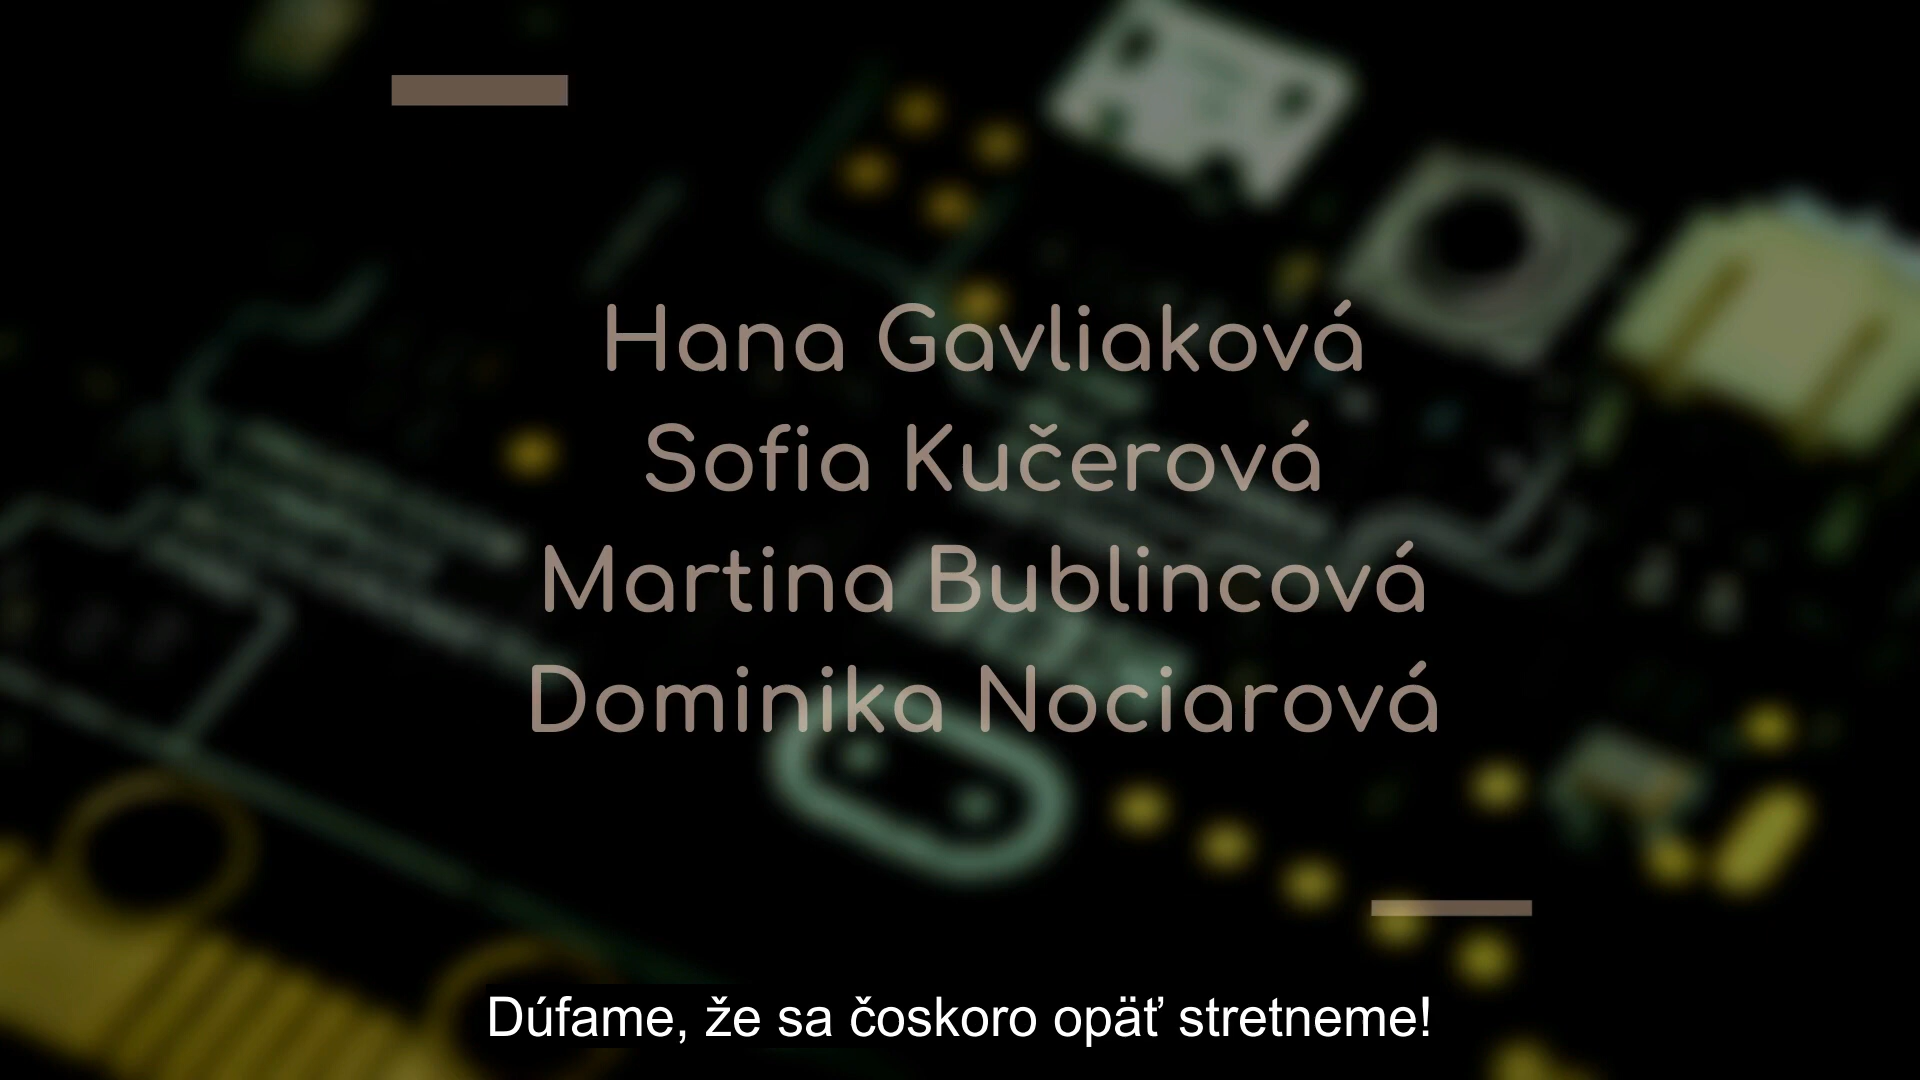 Hana Gavliaková
Sofia Kučerová
Martina Bublincová
Dominika Nociarová
Dúfame, že sa čoskoro opäť stretneme!